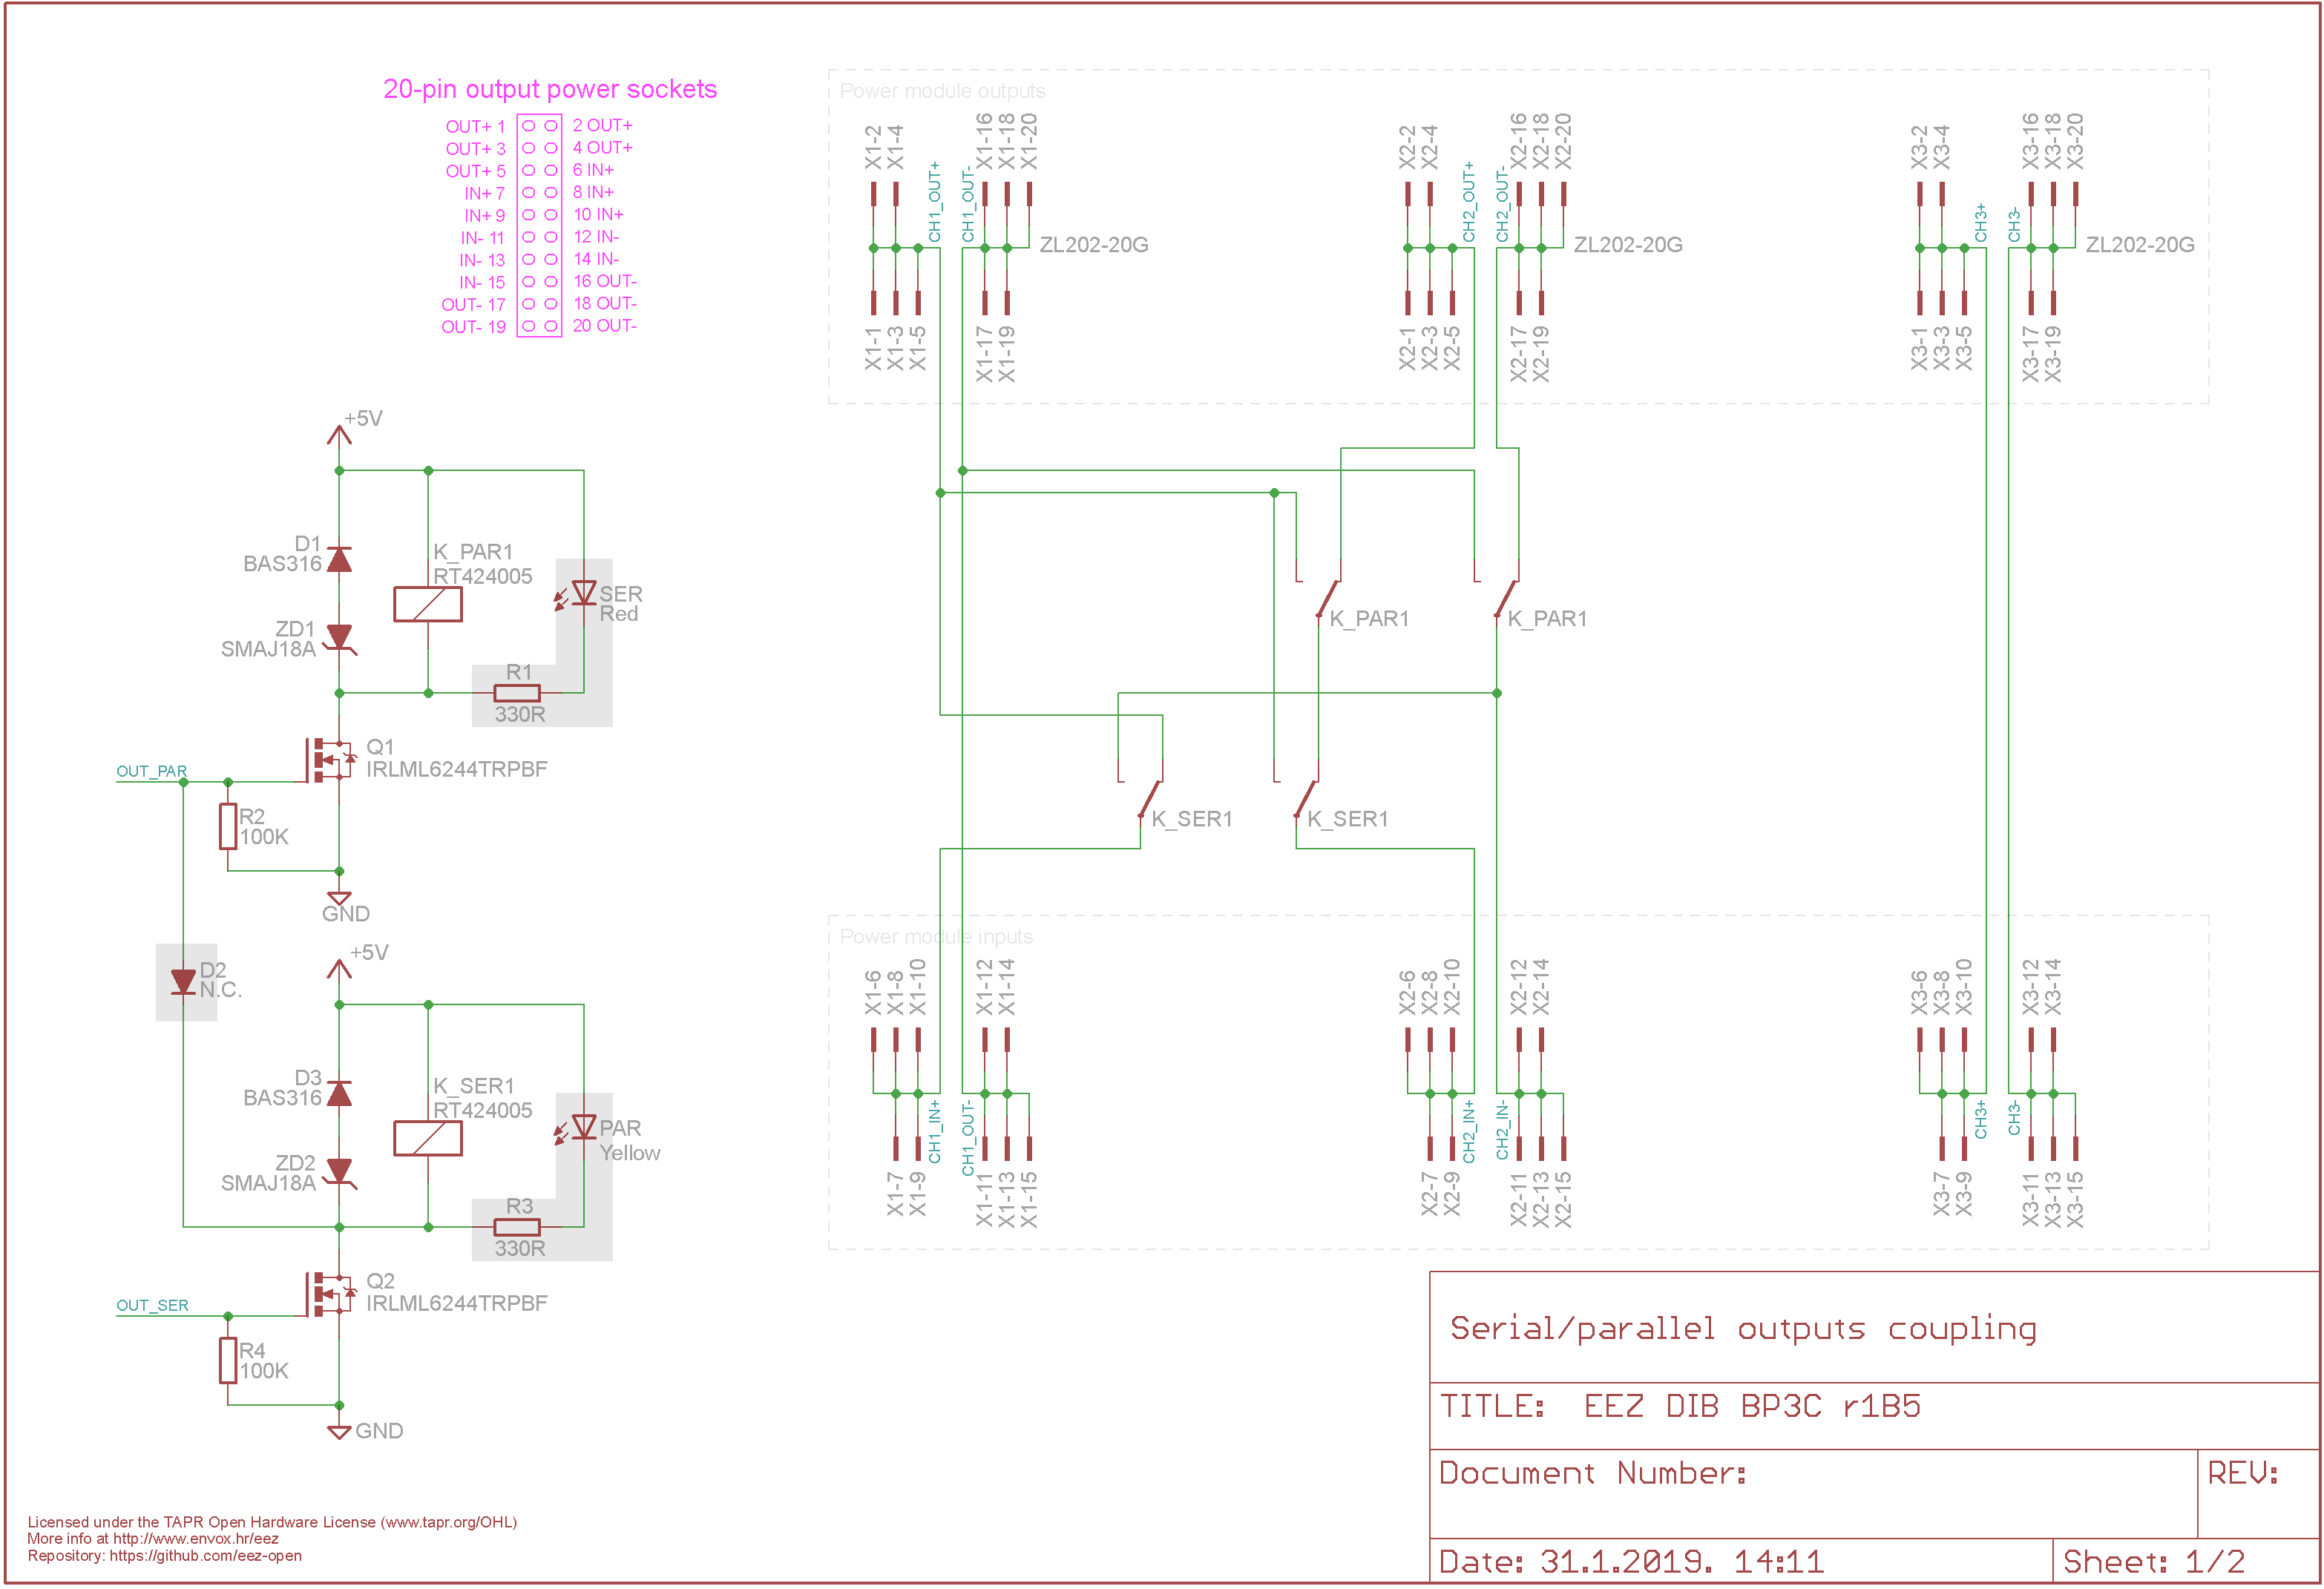 20-pin output power sockets
OUT+ 1 2 OUT+
OUT+ 3 4 OUT+
OUT+ 5 6 IN+
IN+ 7 8 IN+
IN+ 9 10 IN+
IN- 11 12 IN-
IN- 13 14 IN-
IN- 15 16 OUT-
OUT- 17 18 OUT-
OUT- 19 20 OUT-
Power module outputs
X1-2
X1-4
CH1_OUT+
CH1_OUT-
X1-16
X1-18
X1-20
ZL202-20G
X1-1
X1-3
X1-5
X1-17
X1-19
X2-2
X2-4
CH2_OUT+
CH2_OUT-
X2-16
X2-18
X2-20
ZL202-20G
X2-1
X2-3
X2-5
X2-17
X2-19
X3-2
X3-4
CH3+
CH3-
X3-16
X3-18
X3-20
ZL202-20G
X3-1
X3-3
X3-5
X3-17
X3-19
+5V
D1
BAS316
K_PAR1
RT424005
SER
Red
ZD1
SMAJ18A
R1
330R
Q1
IRLML6244TRPBF
OUT_PAR
R2
100K
GND
D2
N.C.
+5V
D3
BAS316
K_SER1
RT424005
PAR
Yellow
ZD2
SMAJ18A
R3
330R
Q2
IRLML6244TRPBF
OUT_SER
R4
100K
GND
K_PAR1
K_PAR1
K_SER1
K_SER1
Power module inputs
X1-6
X1-8
X1-10
X1-12
X1-14
X1-7
X1-9
CH1_IN+
CH1_OUT-
X1-11
X1-13
X1-15
X2-6
X2-8
X2-10
X2-12
X2-14
X2-7
X2-9
CH2_IN+
CH2_IN-
X2-11
X2-13
X2-15
X3-6
X3-8
X3-10
X3-12
X3-14
X3-7
X3-9
CH3+
CH3-
X3-11
X3-13
X3-15
Serial/parallel outputs coupling
TITLE: EEZ DIB BP3C r1B5
Document Number:
REV:
Date: 31.1.2019. 14:11
Sheet: 1/2
Licensed under the TAPR Open Hardware License (www.tapr.org/OHL)
More info at http://www.envox.hr/eez
Repository: https://github.com/eez-open